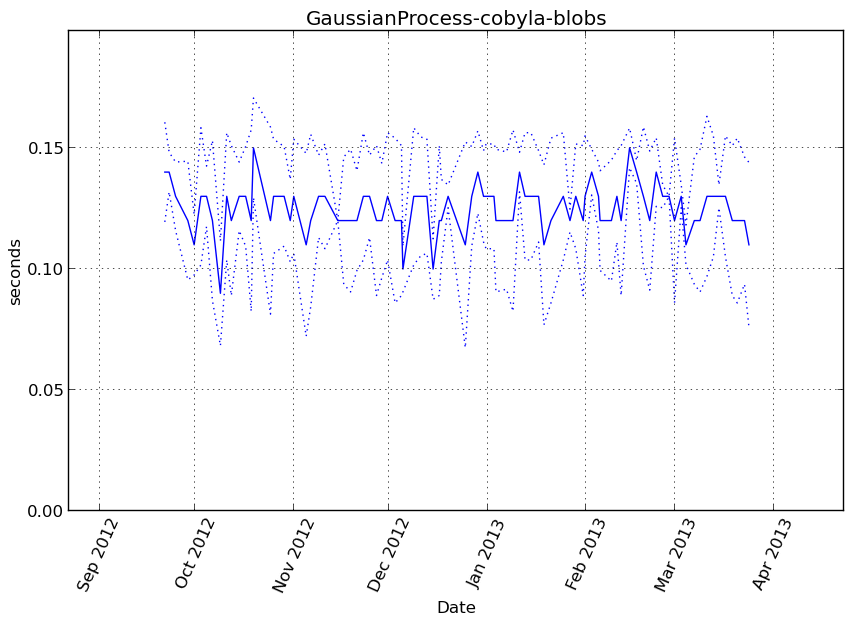 GaussianProcess-cobyla-blobs
0.15
0.10
0.05
0.00
seconds
Sep 2012
Oct 2012
Nov 2012
Dec 2012
Jan 2013
Feb 2013
Mar 2013
Apr 2013
Date